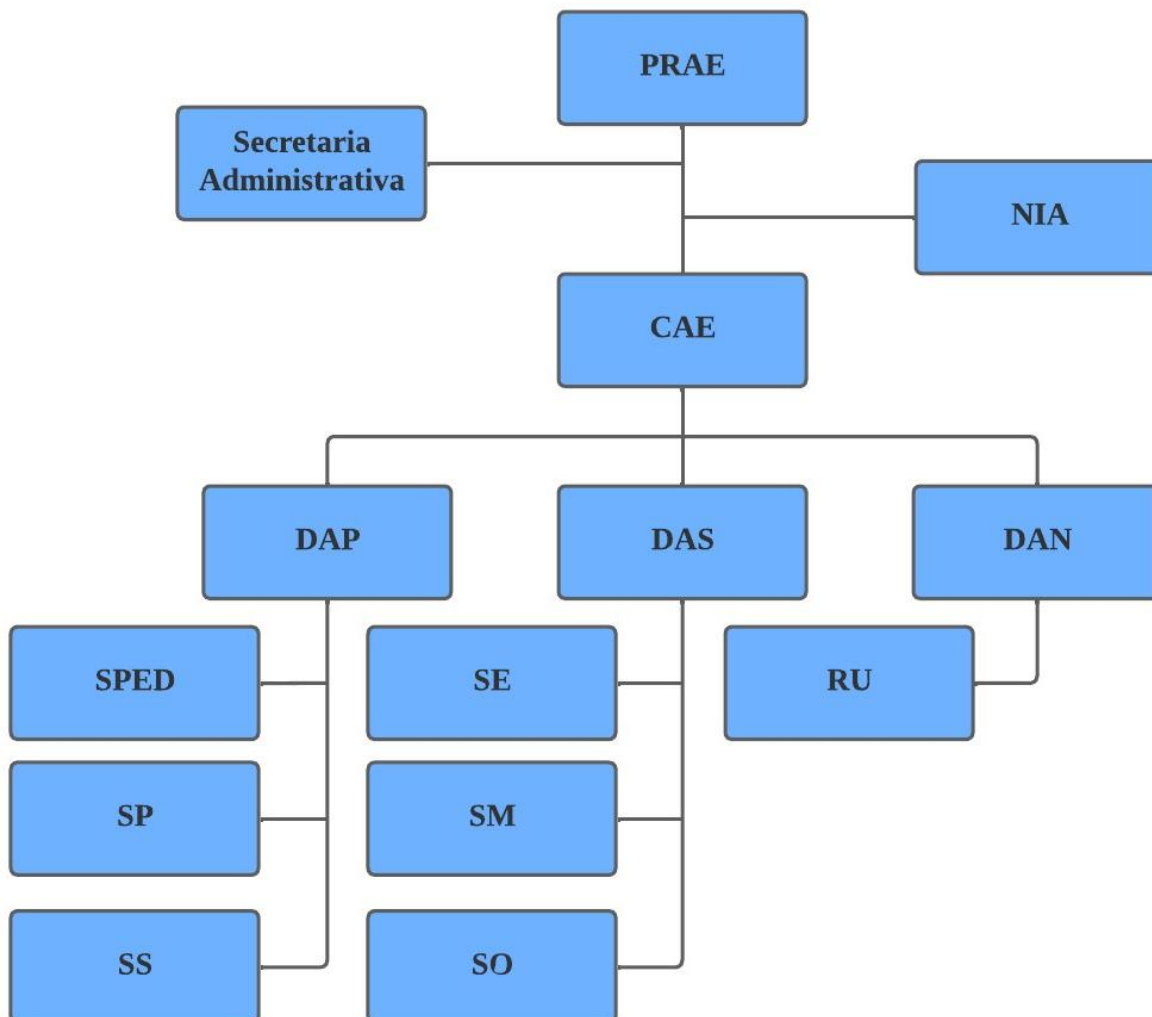 PRAE
Secretaria
Administrativa
NIA
CAE
DAP
DAS
DAN
SPED
SE
RU
SP
SM
SS
SO